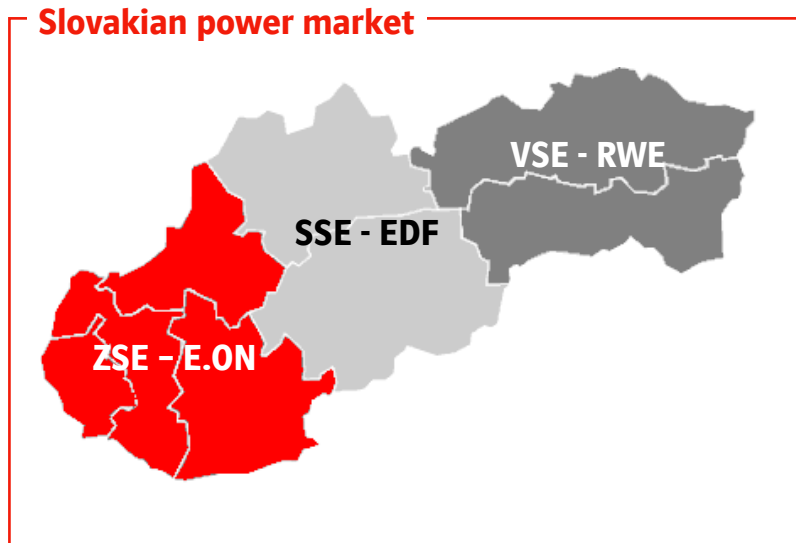 Slovakian power market
VSE - RWE
SSE - EDF
ZSE – E.ON